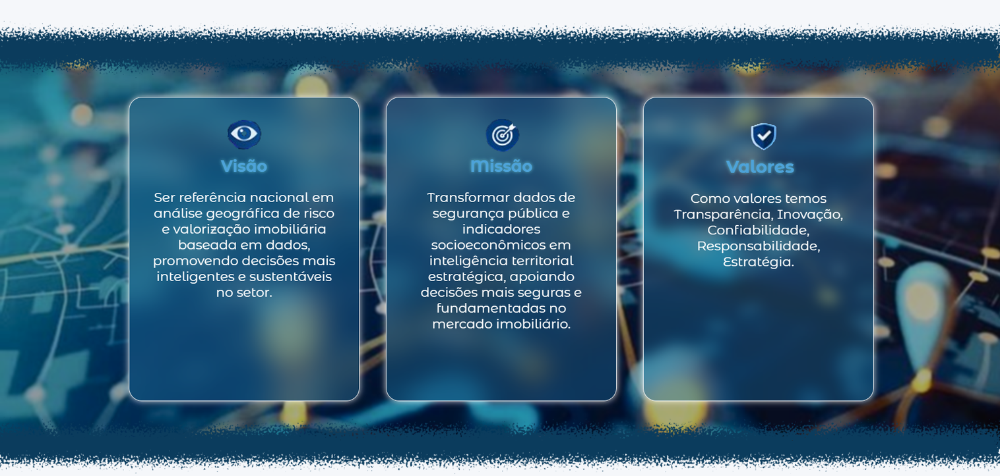 Visão
Ser referência nacional em
análise geográfica de risco
e valorização imobiliária
baseada em dados,
promovendo decisões mais
inteligentes e sustentáveis
no setor.
Missão
Transformar dados de
segurança pública e
indicadores
socioeconômicos em
inteligência territorial
estratégica, apoiando
decisões mais seguras e
fundamentadas no
mercado imobiliário.
Valores
Como valores temos
Transparência, Inovação,
Confiabilidade,
Responsabilidade,
Estratégia.